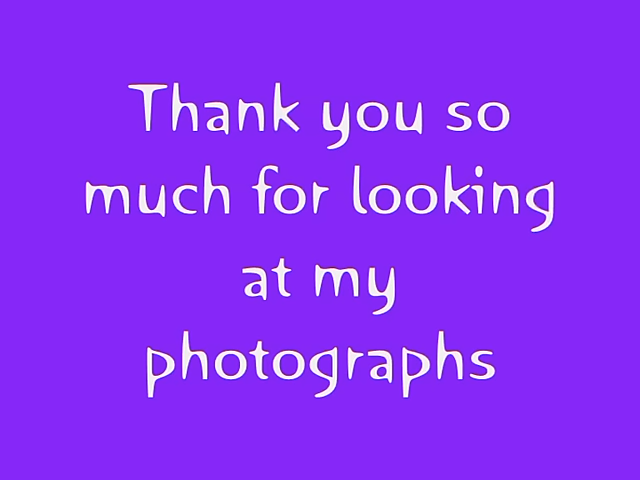 Thank you so
much for looking
at my
photographs